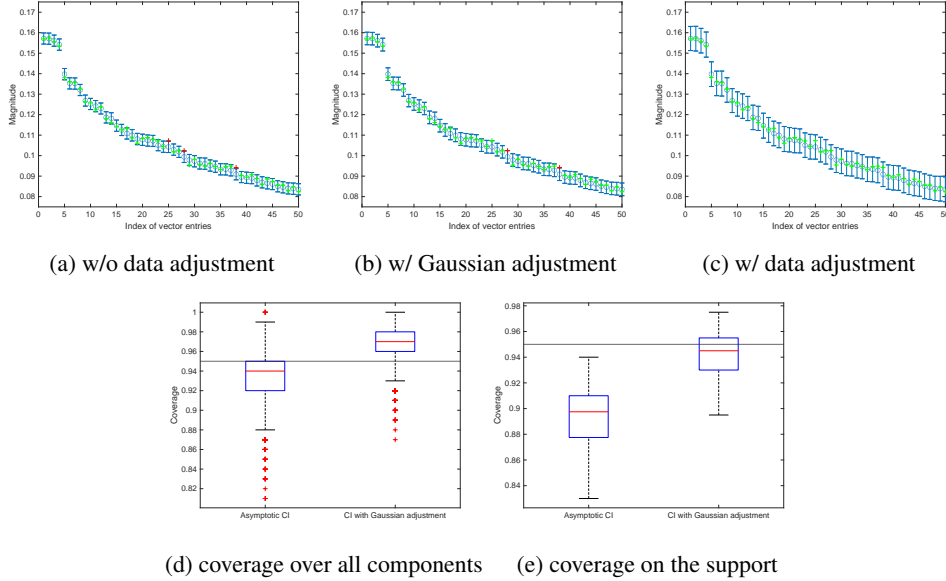 0.17 0.17 0.17
0.16 0.16 0.16
0.15 0.15 0.15
0.14 0.14 0.14
0.13 0.13 0.13
0.12 0.12 0.12
0.11 0.11 0.11
0.1 0.1 0.1
0.09 0.09 0.09
0.08 0.08 0.08
Magnitude Magnitude Magnitude
0 5 10 15 20 25 30 35 40 45 50
0 5 10 15 20 25 30 35 40 45 50
0 5 10 15 20 25 30 35 40 45 50
Index of vector entries Index of vector entries Index of vector entries
(a) w/o data adjustment (b) w/ Gaussian adjustment (c) w/ data adjustment
1
0.98
0.96
0.94
0.92
0.9
0.88
0.86
0.84
0.82
Coverage
Asymptotic CI CI with Gaussian adjustment
0.98
0.96
0.94
0.92
0.9
0.88
0.86
0.84
Coverage
Asymptotic CI CI with Gaussian adjustment
(d) coverage over all components (e) coverage on the support